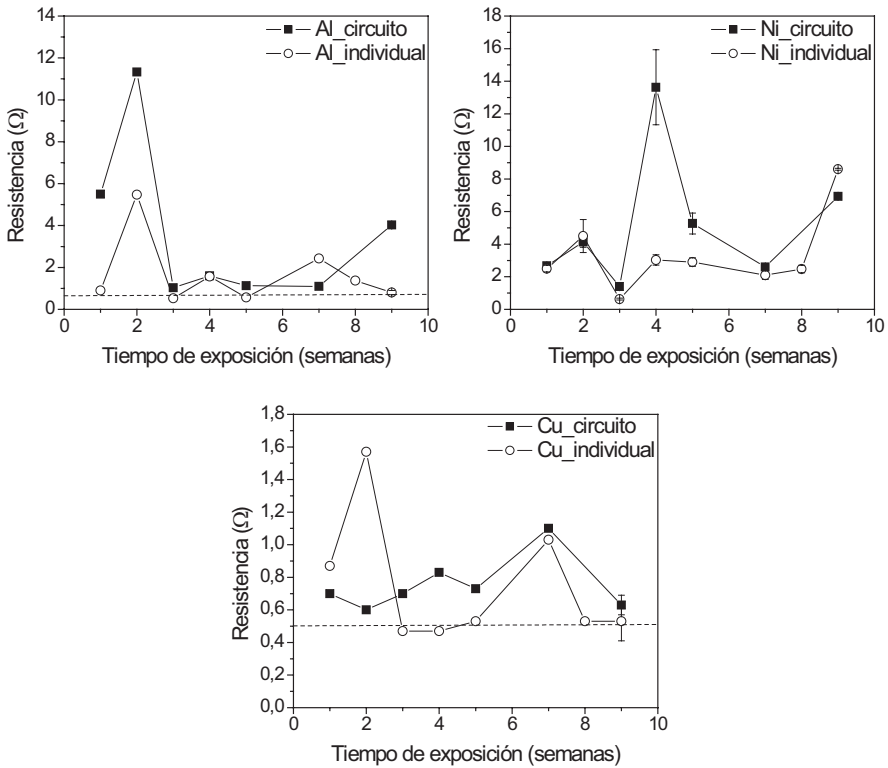 Al_circuito
Al_individual
14
12
10
8
6
4
2
0
Resistencia (Ω)
0 2 4 6 8 10
Tiempo de exposición (semanas)
Ni_circuito
Ni_individual
18
16
14
12
10
8
6
4
2
0
Resistencia (Ω)
0 2 4 6 8 10
Tiempo de exposición (semanas)
Cu_circuito
Cu_individual
1,8
1,6
1,4
1,2
1,0
0,8
0,6
0,4
0,2
0,0
Resistencia (Ω)
0 2 4 6 8 10
Tiempo de exposición (semanas)